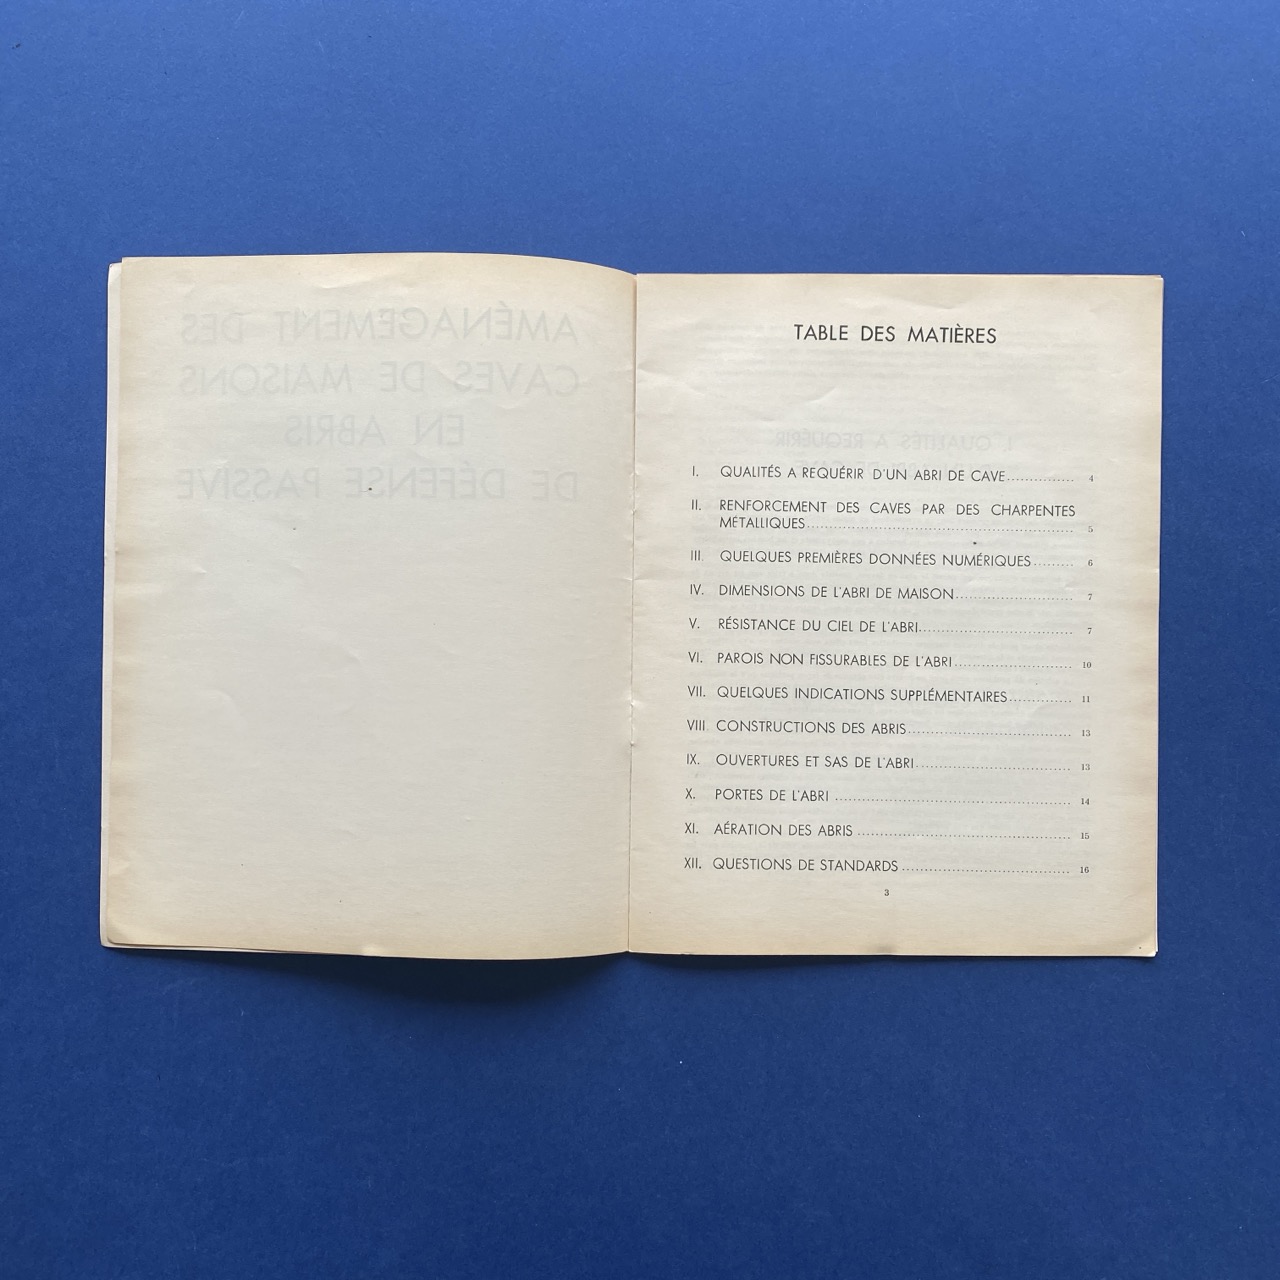 AMÉNAGEMENT DES
CAVES DE MAISONS
EN ABRIS
DE DÉFENSE PASSIVE
TABLE DES MATIÈRES
I. QUALITÉS A REQUÉRIR
I. QUALITÉS A REQUÉRIR D'UN ABRI DE CAVE............... 4
II. RENFORCEMENT DES CAVES PAR DES CHARPENTES
MÉTALLIQUES............................................................ 5
III. QUELQUES PREMIÈRES DONNÉES NUMÉRIQUES......... 6
IV. DIMENSIONS DE L'ABRI DE MAISON.......................... 7
V. RÉSISTANCE DU CIEL DE L'ABRI.................................. 7
VI. PAROIS NON FISSURABLES DE L'ABRI.......................... 10
VII. QUELQUES INDICATIONS SUPPLÉMENTAIRES.............. 11
VIII CONSTRUCTIONS DES ABRIS.................................... 13
IX. OUVERTURES ET SAS DE L'ABRI.................................. 13
X. PORTES DE L'ABRI .................................................... 14
XI. AÉRATION DES ABRIS ............................................... 15
XII. QUESTIONS DE STANDARDS ..................................... 16
3